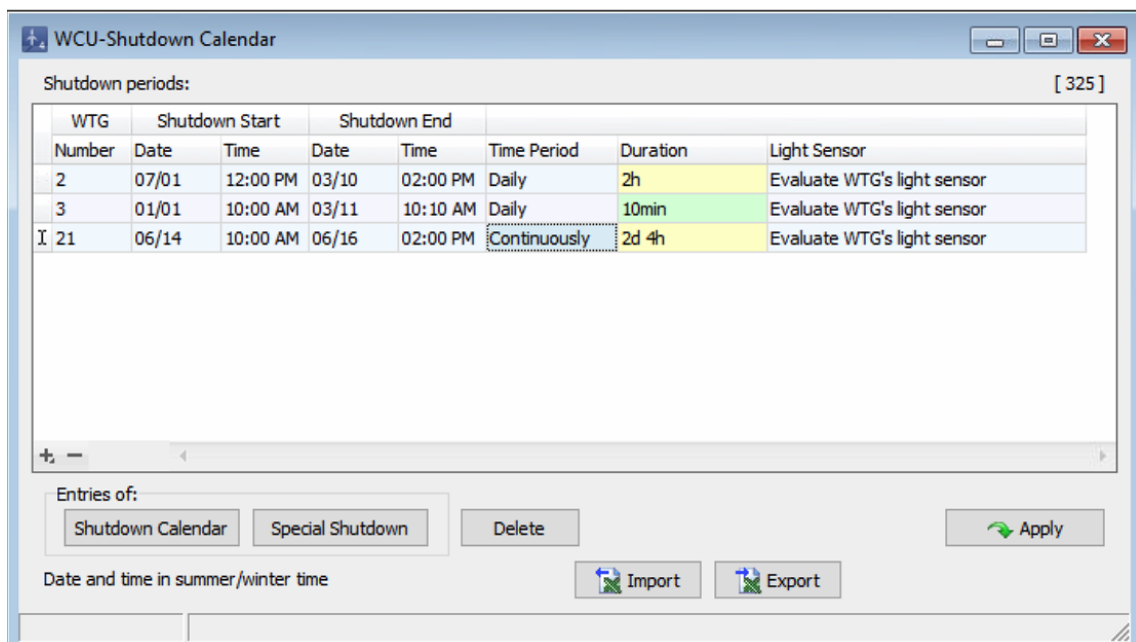 WCU-Shutdown Calendar
Shutdown periods: [ 325 ]
WTG Shutdown Start Shutdown End
Number Date Time Date Time Time Period Duration Light Sensor
2 07/01 12:00 PM 03/10 02:00 PM Daily 2h Evaluate WTG's light sensor
3 01/01 10:00 AM 03/11 10:10 AM Daily 10min Evaluate WTG's light sensor
21 06/14 10:00 AM 06/16 02:00 PM Continuously 2d 4h Evaluate WTG's light sensor
Entries of:
Shutdown Calendar Special Shutdown Delete Apply
Date and time in summer/winter time Import Export